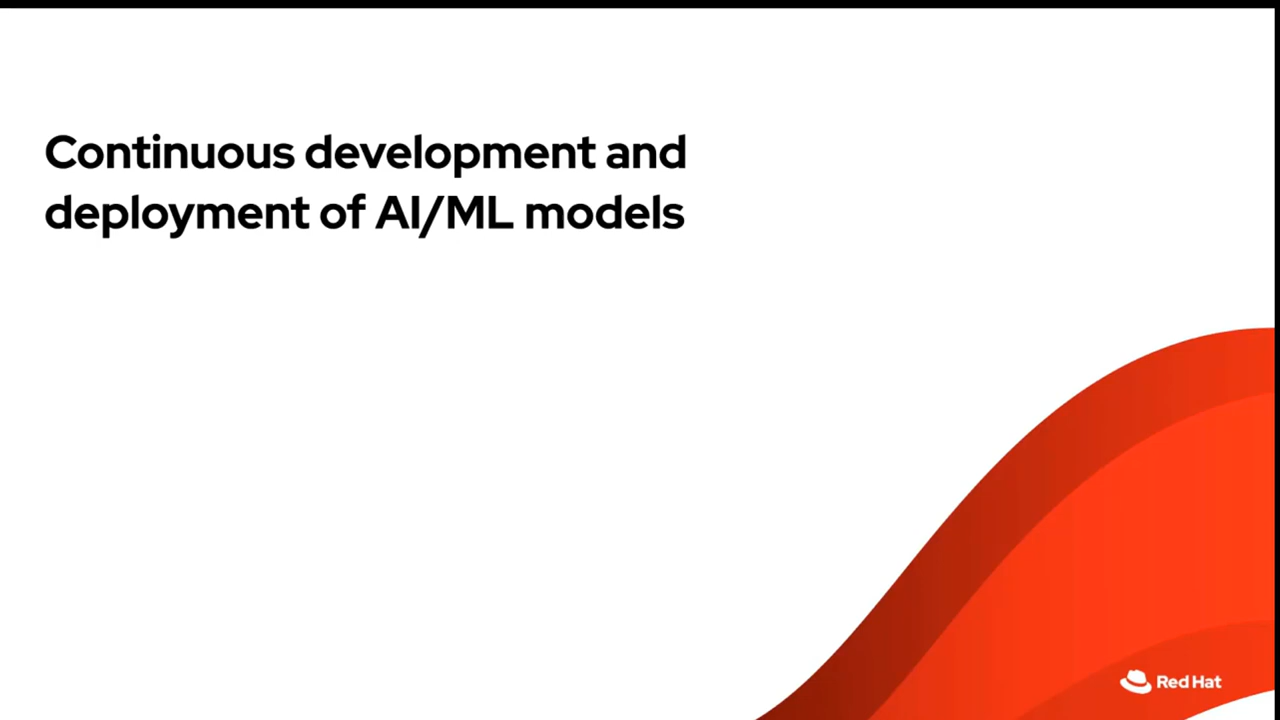 Continuous development and
deployment of AI/ML models
Red Hat